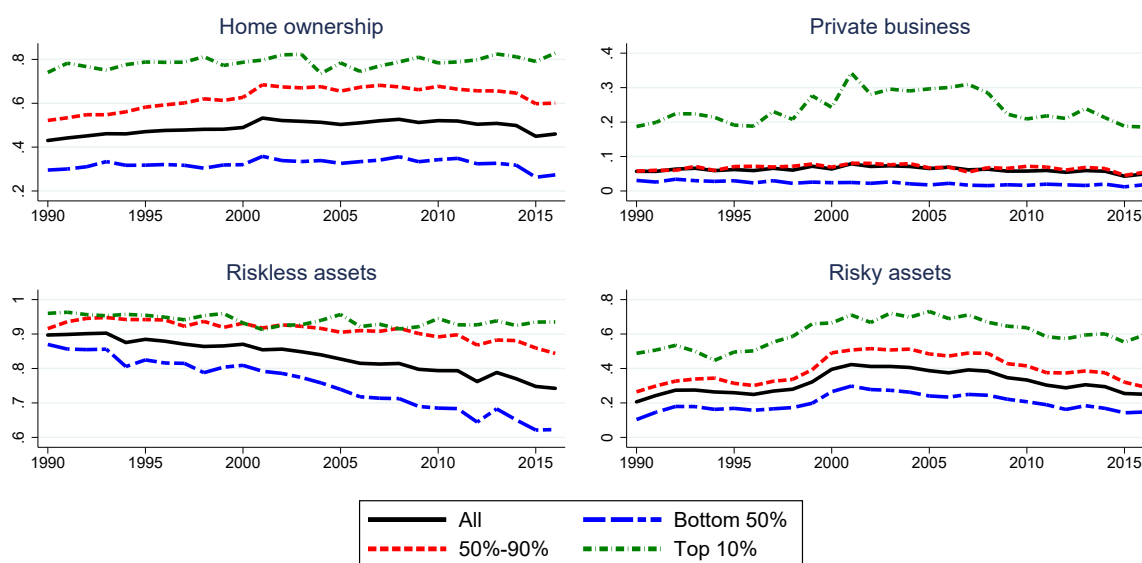 Home ownership
.2 .4 .6 .8
1990 1995 2000 2005 2010 2015
Private business
0 .1 .2 .3 .4
1990 1995 2000 2005 2010 2015
Riskless assets
.6 .7 .8 .9 1
1990 1995 2000 2005 2010 2015
Risky assets
0 .2 .4 .6 .8
1990 1995 2000 2005 2010 2015
All Bottom 50%
50%-90% Top 10%